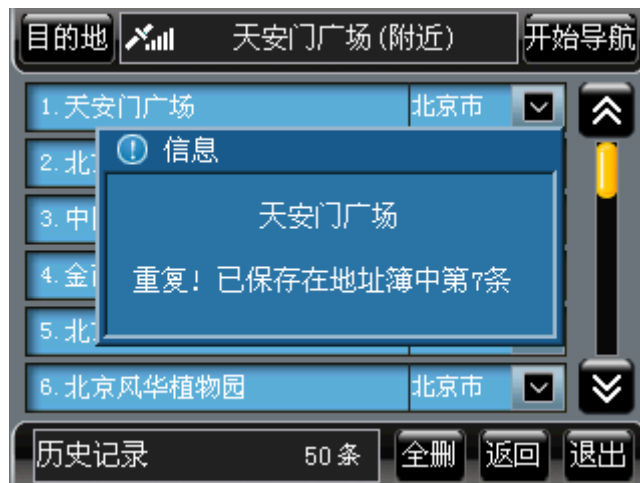 目的地 天安门广场(附近) 开始导航
1.天安门广场 北京市
信息
2.北
3.中
天安门广场
4.金
重复！已保存在地址簿中第7条
5.北
6.北京风华植物园 北京市
历史记录 50条 全删 返回 退出